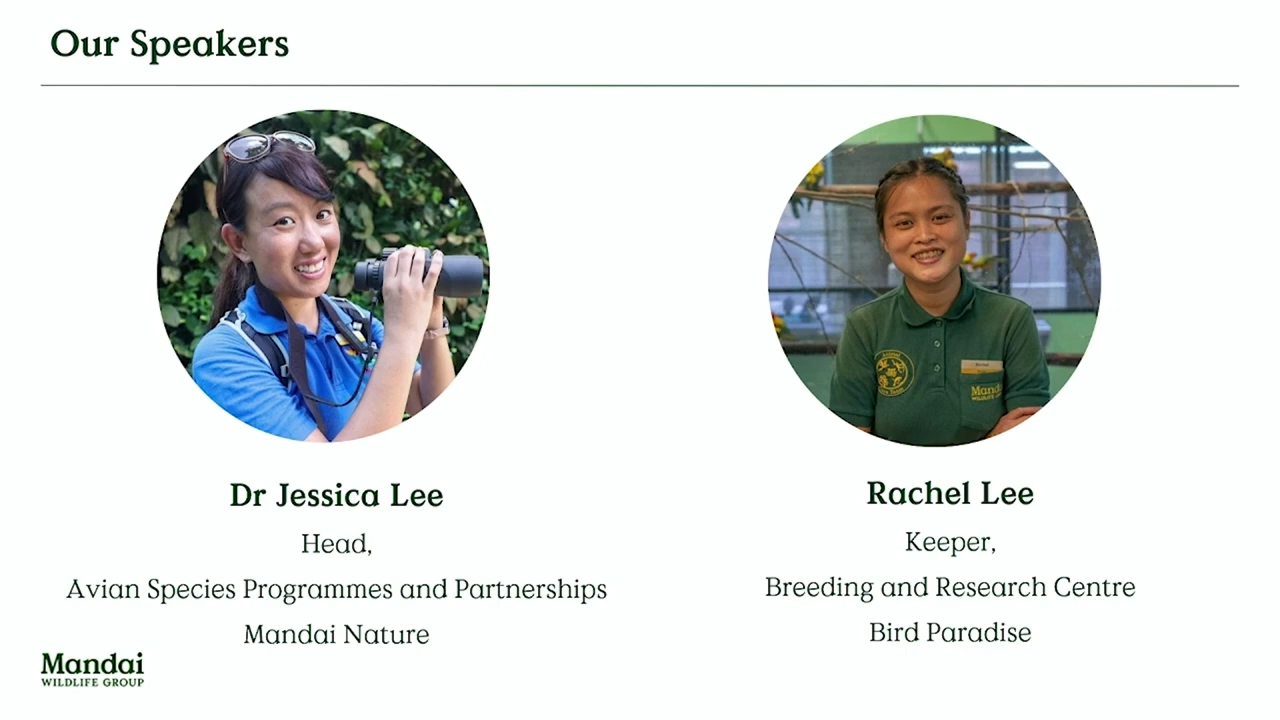 Our Speakers
Dr Jessica Lee
Head,
Avian Species Programmes and Partnerships
Mandai Nature
Rachel Lee
Keeper,
Breeding and Research Centre
Bird Paradise
Mandai
WILDLIFE GROUP